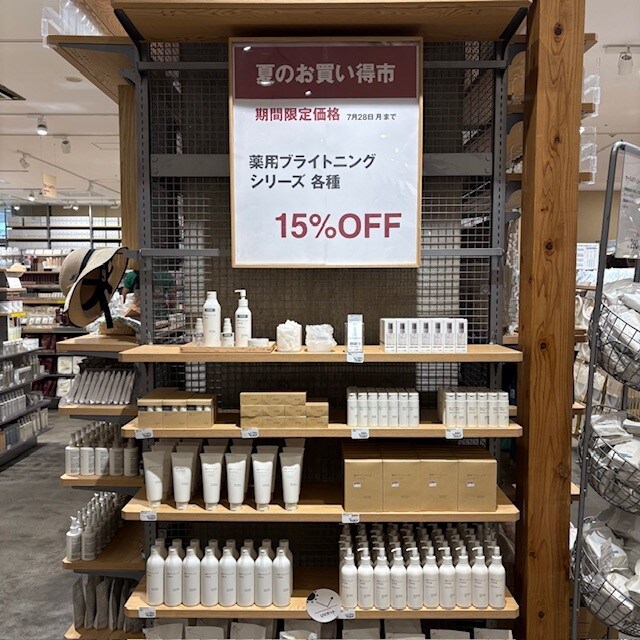 夏のお買い得市
期間限定価格 7月28日 月まで
薬用ブライトニング
シリーズ 各種
15%OFF